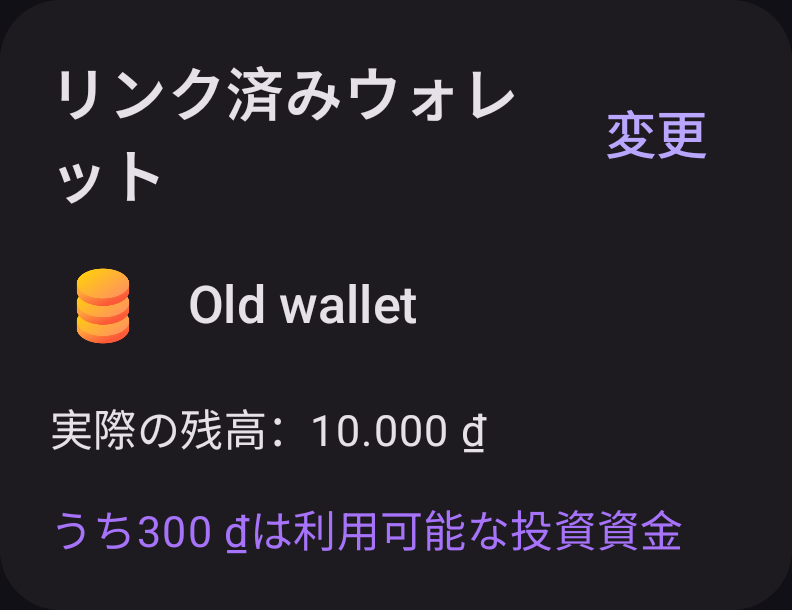 リンク済みウォレ
ット
変更
Old wallet
実際の残高：10.000 ₫
うち300 ₫は利用可能な投資資金